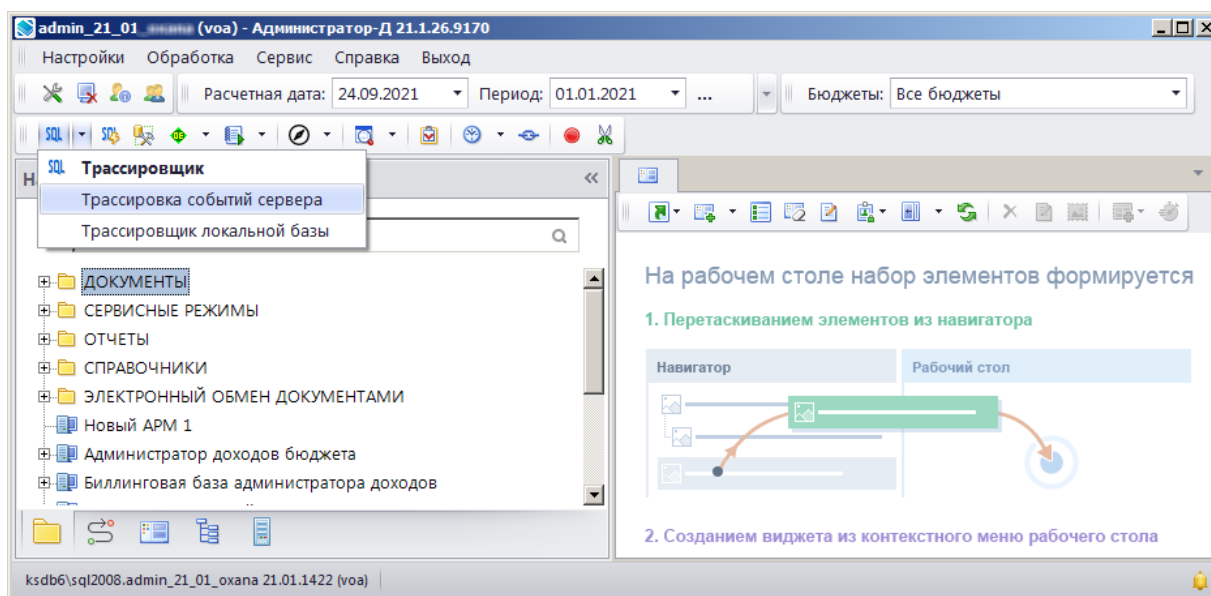 admin_21_01_ (voa) - Администратор-Д 21.1.26.9170
Настройки Обработка Сервис Справка Выход
Расчетная дата: 24.09.2021 Период: 01.01.2021 ... Бюджеты: Все бюджеты
SQL SQL
SQL Трассировщик
Трассировка событий сервера
Трассировщик локальной базы
ДОКУМЕНТЫ
СЕРВИСНЫЕ РЕЖИМЫ
ОТЧЕТЫ
СПРАВОЧНИКИ
ЭЛЕКТРОННЫЙ ОБМЕН ДОКУМЕНТАМИ
Новый АРМ 1
Администратор доходов бюджета
Биллинговая база администратора доходов
На рабочем столе набор элементов формируется
1. Перетаскиванием элементов из навигатора
Навигатор Рабочий стол
2. Созданием виджета из контекстного меню рабочего стола
ksdb6\sql2008.admin_21_01_oxana 21.01.1422 (voa)